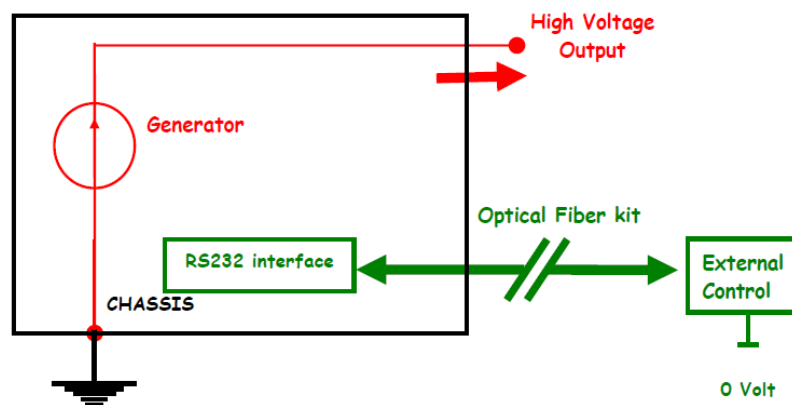 High Voltage
Output
Generator
Optical Fiber kit
RS232 interface
External
Control
CHASSIS
0 Volt